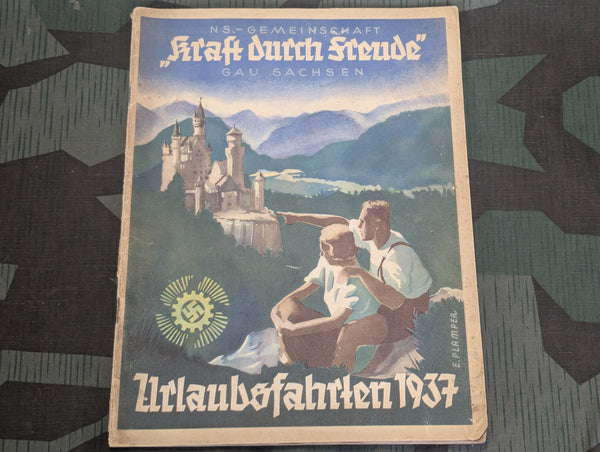 NS.-GEMEINSCHAFT
„Kraft durch Freude"
GAU SACHSEN
E. PLAMPER
Urlaubsfahrten 1937